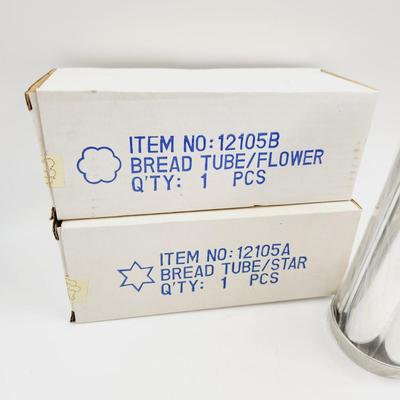 ITEM NO:12105B
BREAD TUBE/FLOWER
Q'TY: 1 PCS
ITEM NO:12105A
BREAD TUBE/STAR
Q'TY: 1 PCS